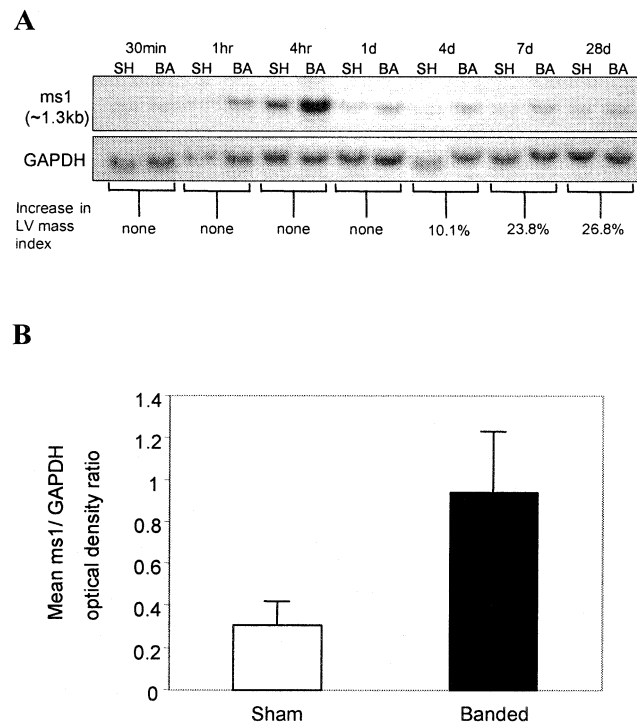 A
30min 1hr 4hr 1d 4d 7d 28d
SH BA SH BA SH BA SH BA SH BA SH BA SH BA
ms1
(~1.3kb)
GAPDH
Increase in
LV mass
index
none none none none 10.1% 23.8% 26.8%
B
Mean ms1/ GAPDH
optical density ratio
1.4
1.2
1
0.8
0.6
0.4
0.2
0
Sham Banded